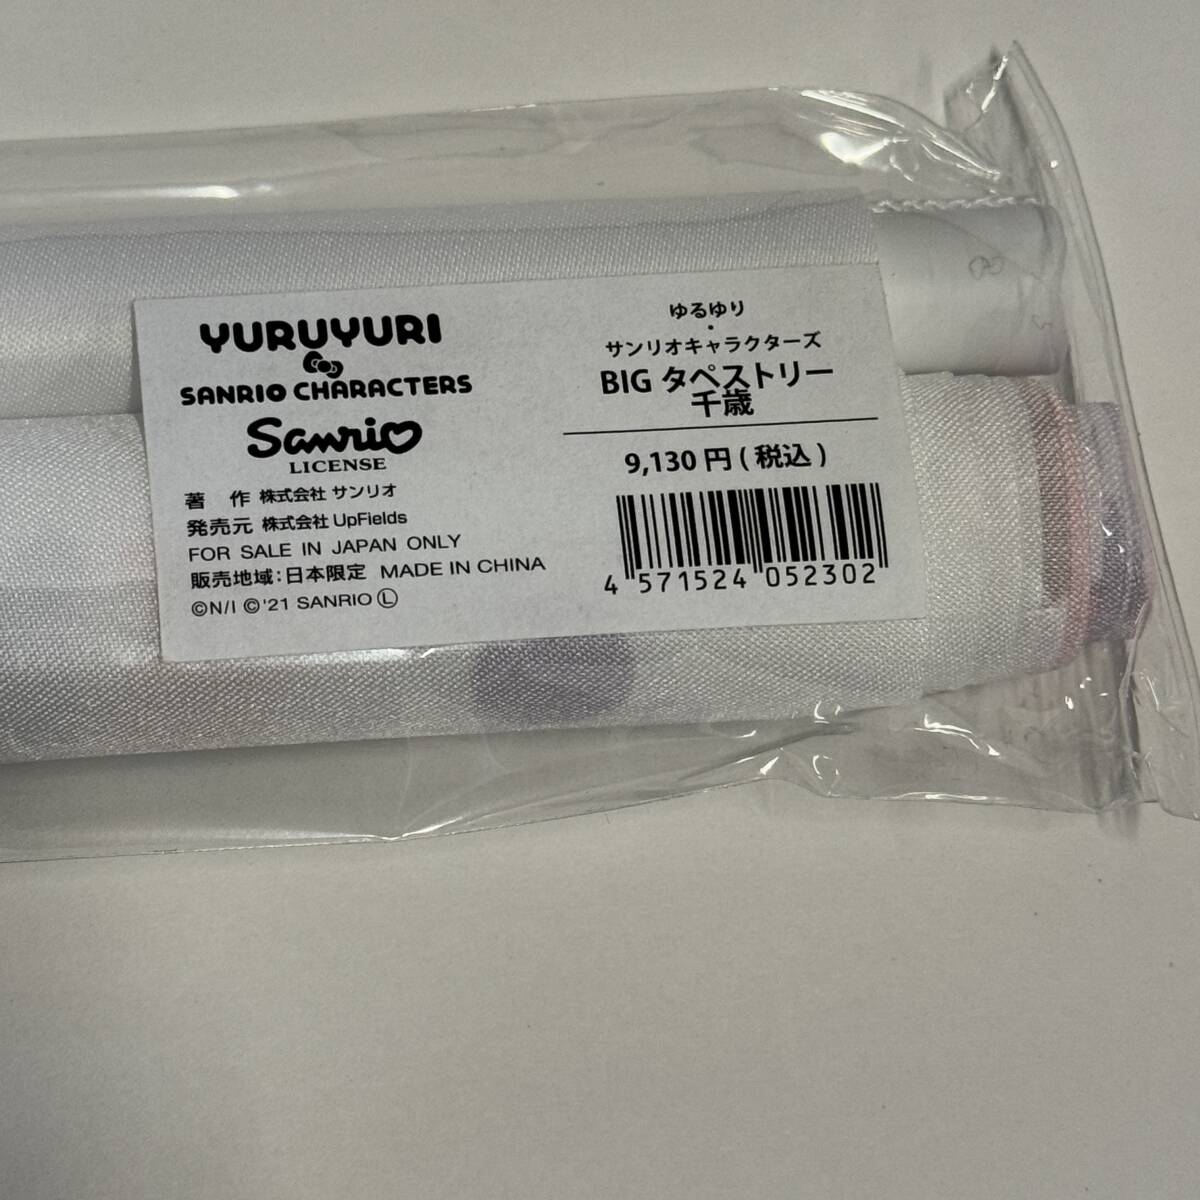 YURUYURI
SANRIO CHARACTERS
Sanrio
LICENSE
著 作 株式会社 サンリオ
発売元 株式会社 UpFields
FOR SALE IN JAPAN ONLY
販売地域:日本限定 MADE IN CHINA
©N/I ©'21 SANRIO Ⓛ
ゆるゆり
・
サンリオキャラクターズ
BIG タペストリー
千歳
9,130 円 ( 税込 )
4 571524 052302